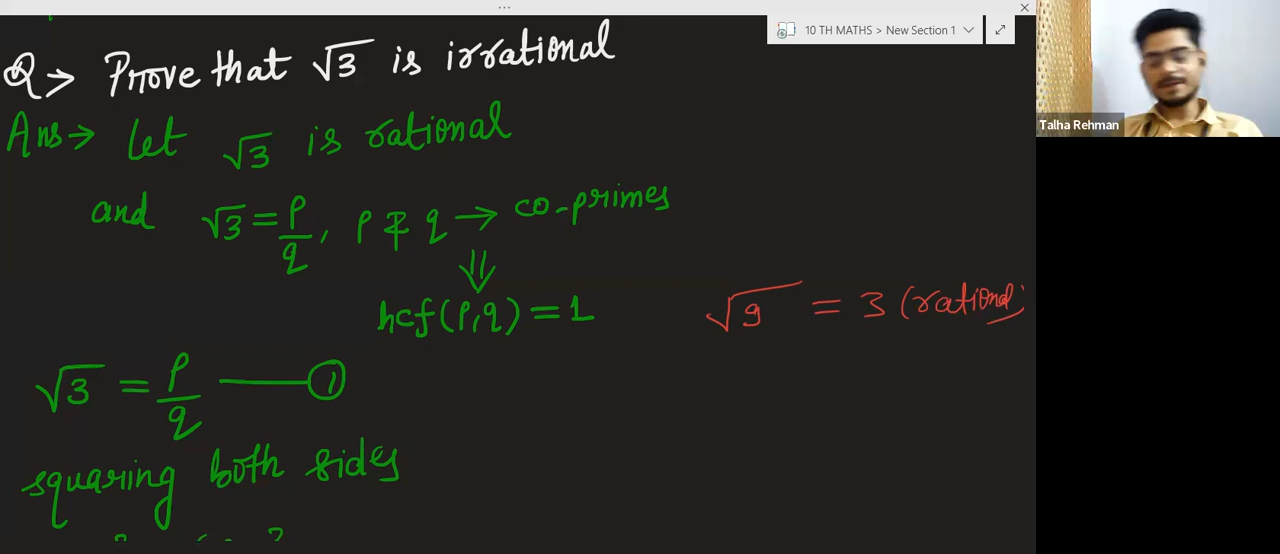 10 TH MATHS > New Section 1
Q> Prove that √3 is irrational
Ans→ let √3 is rational
Talha Rehman
and √3 = p/q, p & q → co-primes
⇓
hcf(p,q) = 1
√9 = 3 (rational)
√3 = p/q —— ①
squaring both sides